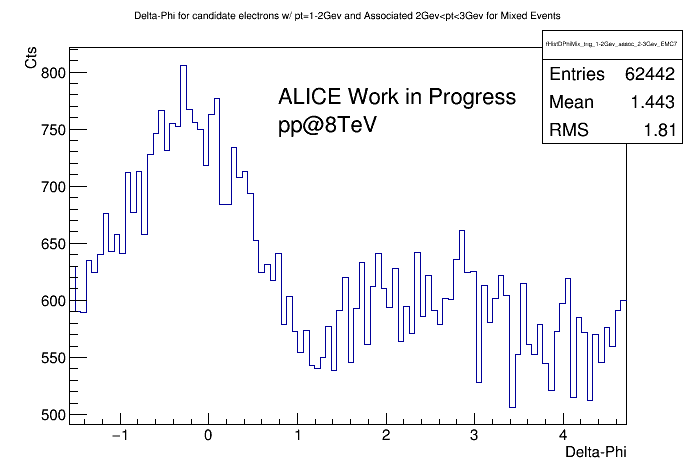 Delta-Phi for candidate electrons w/ pt=1-2Gev and Associated 2Gev<pt<3Gev for Mixed Events
Cts
fHistDPhiMix_trig_1-2Gev_assoc_2-3Gev_EMC7
Entries 62442
Mean 1.443
RMS 1.81
ALICE Work in Progress
pp@8TeV
800
750
700
650
600
550
500
−1 0 1 2 3 4
Delta-Phi